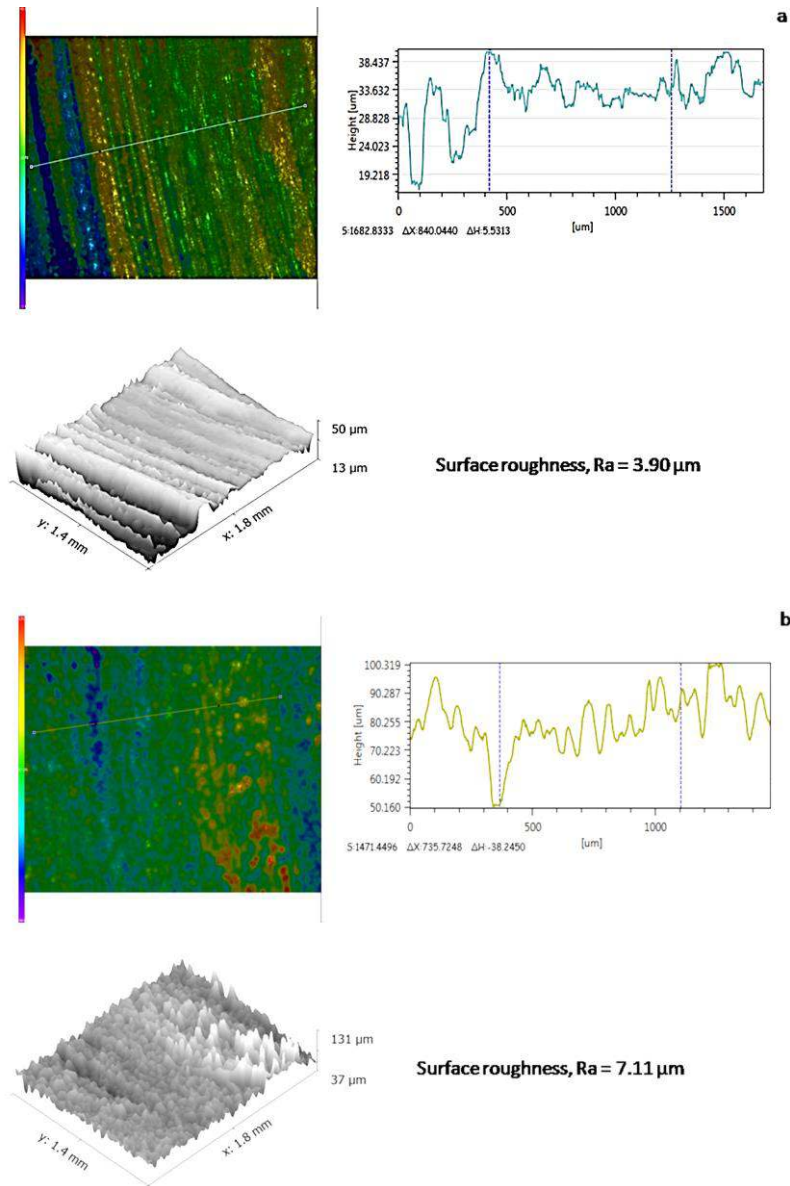 a
38.437
33.632
28.828
24.023
19.218
Height [um]
0 500 1000 1500
[um]
S:1682.8333 ΔX:840.0440 ΔH:5.5313
50 µm
13 µm
y: 1.4 mm
x: 1.8 mm
Surface roughness, Ra = 3.90 µm
b
100.319
90.287
80.255
70.223
60.192
50.160
Height [um]
0 500 1000
[um]
S:1471.4496 ΔX:735.7248 ΔH:-38.2450
131 µm
37 µm
y: 1.4 mm
x: 1.8 mm
Surface roughness, Ra = 7.11 µm